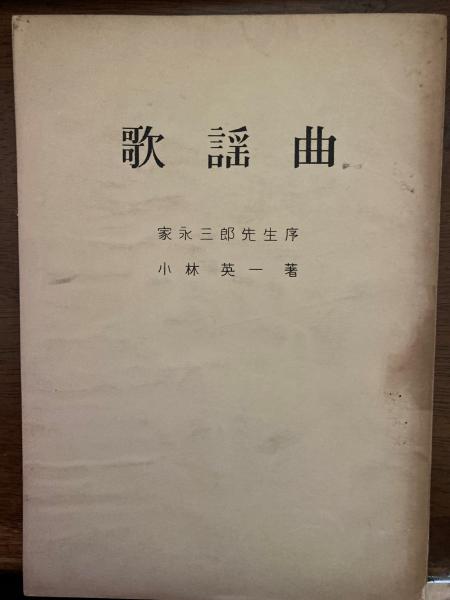 歌謡曲
家永三郎先生序
小林英一著